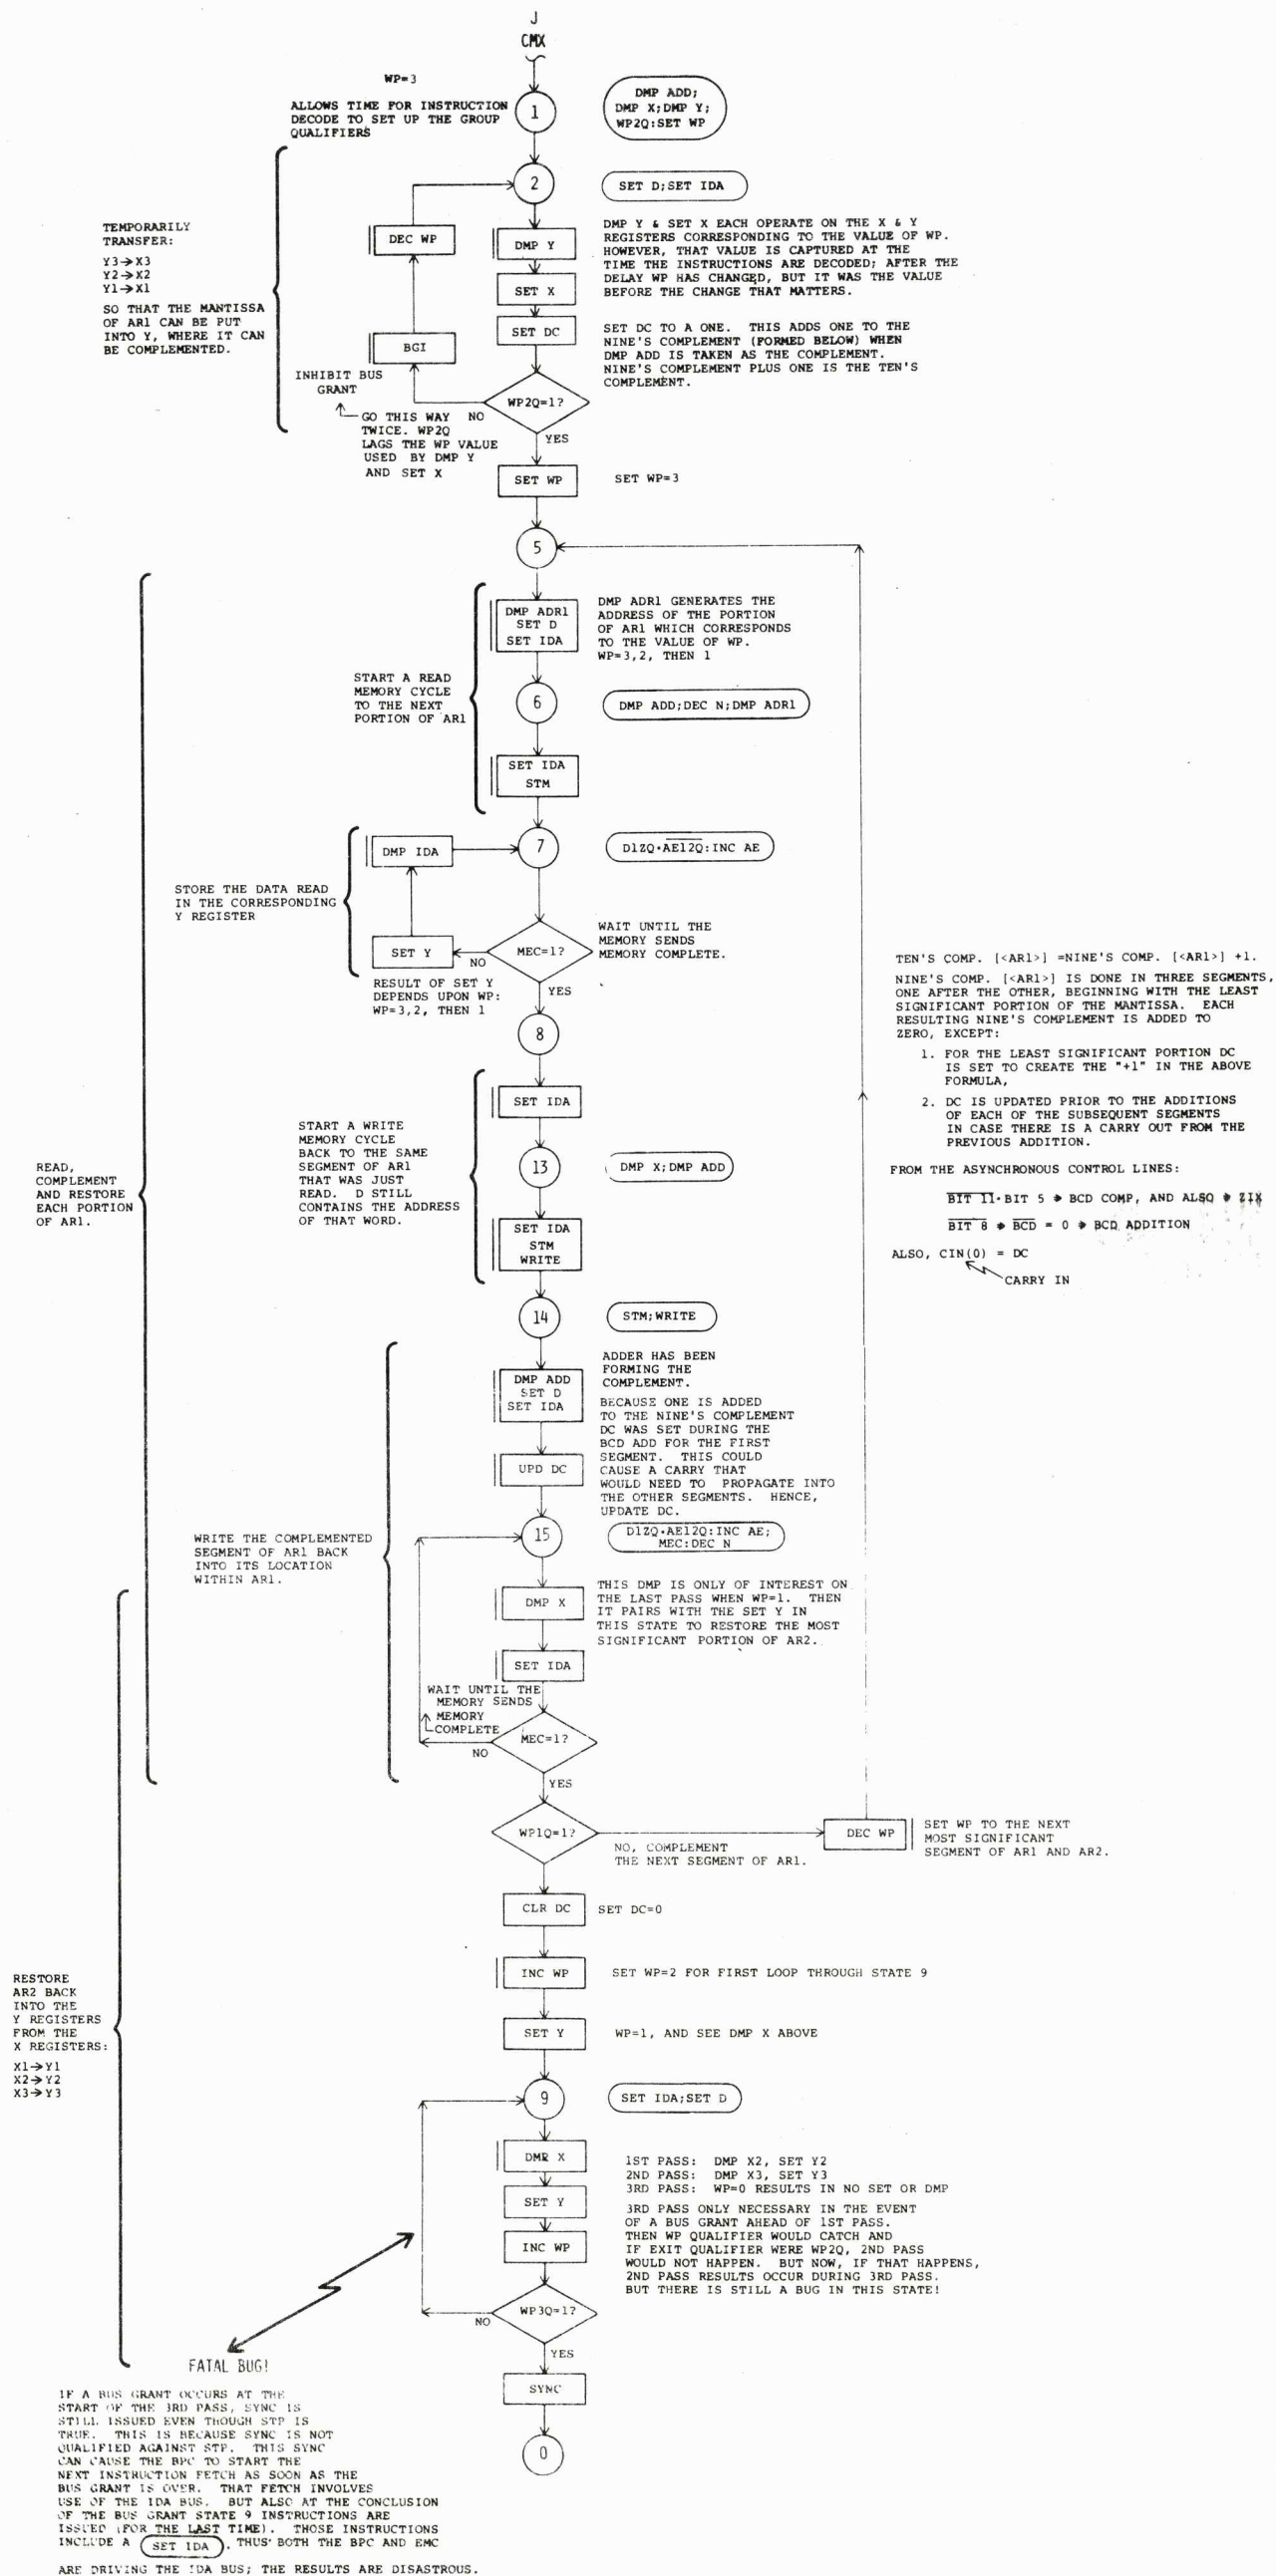 J
CMX
WP=3
ALLOWS TIME FOR INSTRUCTION
DECODE TO SET UP THE GROUP
QUALIFIERS
1
DMP ADD;
DMP X;DMP Y;
WP2Q:SET WP
2
SET D;SET IDA
TEMPORARILY
TRANSFER:
Y3→X3
Y2→X2
Y1→X1
SO THAT THE MANTISSA
OF AR1 CAN BE PUT
INTO Y, WHERE IT CAN
BE COMPLEMENTED.
DEC WP
DMP Y
SET X
SET DC
BGI
INHIBIT BUS
GRANT
GO THIS WAY
TWICE. WP2Q
LAGS THE WP VALUE
USED BY DMP Y
AND SET X
NO
WP2Q=1?
YES
DMP Y & SET X EACH OPERATE ON THE X & Y
REGISTERS CORRESPONDING TO THE VALUE OF WP.
HOWEVER, THAT VALUE IS CAPTURED AT THE
TIME THE INSTRUCTIONS ARE DECODED; AFTER THE
DELAY WP HAS CHANGED, BUT IT WAS THE VALUE
BEFORE THE CHANGE THAT MATTERS.
SET DC TO A ONE. THIS ADDS ONE TO THE
NINE'S COMPLEMENT (FORMED BELOW) WHEN
DMP ADD IS TAKEN AS THE COMPLEMENT.
NINE'S COMPLEMENT PLUS ONE IS THE TEN'S
COMPLEMENT.
SET WP
SET WP=3
5
READ,
COMPLEMENT
AND RESTORE
EACH PORTION
OF AR1.
START A READ
MEMORY CYCLE
TO THE NEXT
PORTION OF AR1
DMP ADR1
SET D
SET IDA
DMP ADR1 GENERATES THE
ADDRESS OF THE PORTION
OF AR1 WHICH CORRESPONDS
TO THE VALUE OF WP.
WP=3,2, THEN 1
6
DMP ADD;DEC N;DMP ADR1
SET IDA
STM
STORE THE DATA READ
IN THE CORRESPONDING
Y REGISTER
DMP IDA
7
D1ZQ·A̅E̅1̅2̅Q̅:INC AE
SET Y
NO
MEC=1?
YES
WAIT UNTIL THE
MEMORY SENDS
MEMORY COMPLETE.
RESULT OF SET Y
DEPENDS UPON WP:
WP=3,2, THEN 1
8
START A WRITE
MEMORY CYCLE
BACK TO THE SAME
SEGMENT OF AR1
THAT WAS JUST
READ. D STILL
CONTAINS THE ADDRESS
OF THAT WORD.
SET IDA
13
DMP X;DMP ADD
SET IDA
STM
WRITE
14
STM;WRITE
TEN'S COMP. [<AR1>] =NINE'S COMP. [<AR1>] +1.
NINE'S COMP. [<AR1>] IS DONE IN THREE SEGMENTS,
ONE AFTER THE OTHER, BEGINNING WITH THE LEAST
SIGNIFICANT PORTION OF THE MANTISSA. EACH
RESULTING NINE'S COMPLEMENT IS ADDED TO
ZERO, EXCEPT:
1. FOR THE LEAST SIGNIFICANT PORTION DC
IS SET TO CREATE THE "+1" IN THE ABOVE
FORMULA,
2. DC IS UPDATED PRIOR TO THE ADDITIONS
OF EACH OF THE SUBSEQUENT SEGMENTS
IN CASE THERE IS A CARRY OUT FROM THE
PREVIOUS ADDITION.
FROM THE ASYNCHRONOUS CONTROL LINES:
B̅I̅T̅ 1̅1̅·BIT 5 ➔ BCD COMP, AND ALSO ➔ ZIX
B̅I̅T̅ 8̅ ➔ B̅C̅D̅ = 0 ➔ BCD ADDITION
ALSO, CIN(0) = DC
CARRY IN
WRITE THE COMPLEMENTED
SEGMENT OF AR1 BACK
INTO ITS LOCATION
WITHIN AR1.
DMP ADD
SET D
SET IDA
UPD DC
ADDER HAS BEEN
FORMING THE
COMPLEMENT.
BECAUSE ONE IS ADDED
TO THE NINE'S COMPLEMENT
DC WAS SET DURING THE
BCD ADD FOR THE FIRST
SEGMENT. THIS COULD
CAUSE A CARRY THAT
WOULD NEED TO PROPAGATE INTO
THE OTHER SEGMENTS. HENCE,
UPDATE DC.
15
D1ZQ·AE12Q:INC AE;
MEC:DEC N
DMP X
THIS DMP IS ONLY OF INTEREST ON
THE LAST PASS WHEN WP=1. THEN
IT PAIRS WITH THE SET Y IN
THIS STATE TO RESTORE THE MOST
SIGNIFICANT PORTION OF AR2.
SET IDA
WAIT UNTIL THE
MEMORY SENDS
MEMORY
COMPLETE
MEC=1?
NO
YES
WP1Q=1?
NO, COMPLEMENT
THE NEXT SEGMENT OF AR1.
DEC WP
SET WP TO THE NEXT
MOST SIGNIFICANT
SEGMENT OF AR1 AND AR2.
CLR DC
SET DC=0
INC WP
SET WP=2 FOR FIRST LOOP THROUGH STATE 9
SET Y
WP=1, AND SEE DMP X ABOVE
RESTORE
AR2 BACK
INTO THE
Y REGISTERS
FROM THE
X REGISTERS:
X1→Y1
X2→Y2
X3→Y3
9
SET IDA;SET D
DMR X
SET Y
INC WP
1ST PASS: DMP X2, SET Y2
2ND PASS: DMP X3, SET Y3
3RD PASS: WP=0 RESULTS IN NO SET OR DMP
3RD PASS ONLY NECESSARY IN THE EVENT
OF A BUS GRANT AHEAD OF 1ST PASS.
THEN WP QUALIFIER WOULD CATCH AND
IF EXIT QUALIFIER WERE WP2Q, 2ND PASS
WOULD NOT HAPPEN. BUT NOW, IF THAT HAPPENS,
2ND PASS RESULTS OCCUR DURING 3RD PASS.
BUT THERE IS STILL A BUG IN THIS STATE!
WP3Q=1?
NO
YES
SYNC
0
FATAL BUG!
IF A BUS GRANT OCCURS AT THE
START OF THE 3RD PASS, SYNC IS
STILL ISSUED EVEN THOUGH STP IS
TRUE. THIS IS BECAUSE SYNC IS NOT
QUALIFIED AGAINST STP. THIS SYNC
CAN CAUSE THE BPC TO START THE
NEXT INSTRUCTION FETCH AS SOON AS THE
BUS GRANT IS OVER. THAT FETCH INVOLVES
USE OF THE IDA BUS. BUT ALSO AT THE CONCLUSION
OF THE BUS GRANT STATE 9 INSTRUCTIONS ARE
ISSUED (FOR THE LAST TIME). THOSE INSTRUCTIONS
INCLUDE A SET IDA. THUS BOTH THE BPC AND EMC
ARE DRIVING THE IDA BUS; THE RESULTS ARE DISASTROUS.